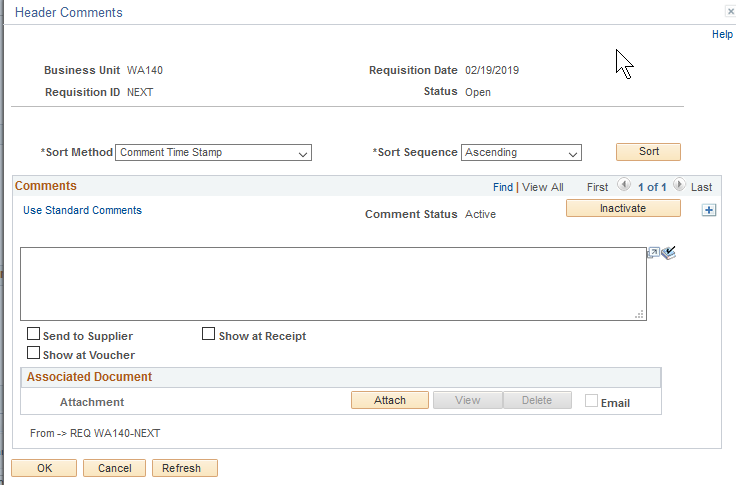 Header Comments
Help
Business Unit WA140 Requisition Date 02/19/2019
Requisition ID NEXT Status Open
*Sort Method Comment Time Stamp *Sort Sequence Ascending Sort
Comments Find | View All First 1 of 1 Last
Use Standard Comments Comment Status Active Inactivate
Send to Supplier Show at Receipt
Show at Voucher
Associated Document
Attachment Attach View Delete Email
From -> REQ WA140-NEXT
OK Cancel Refresh